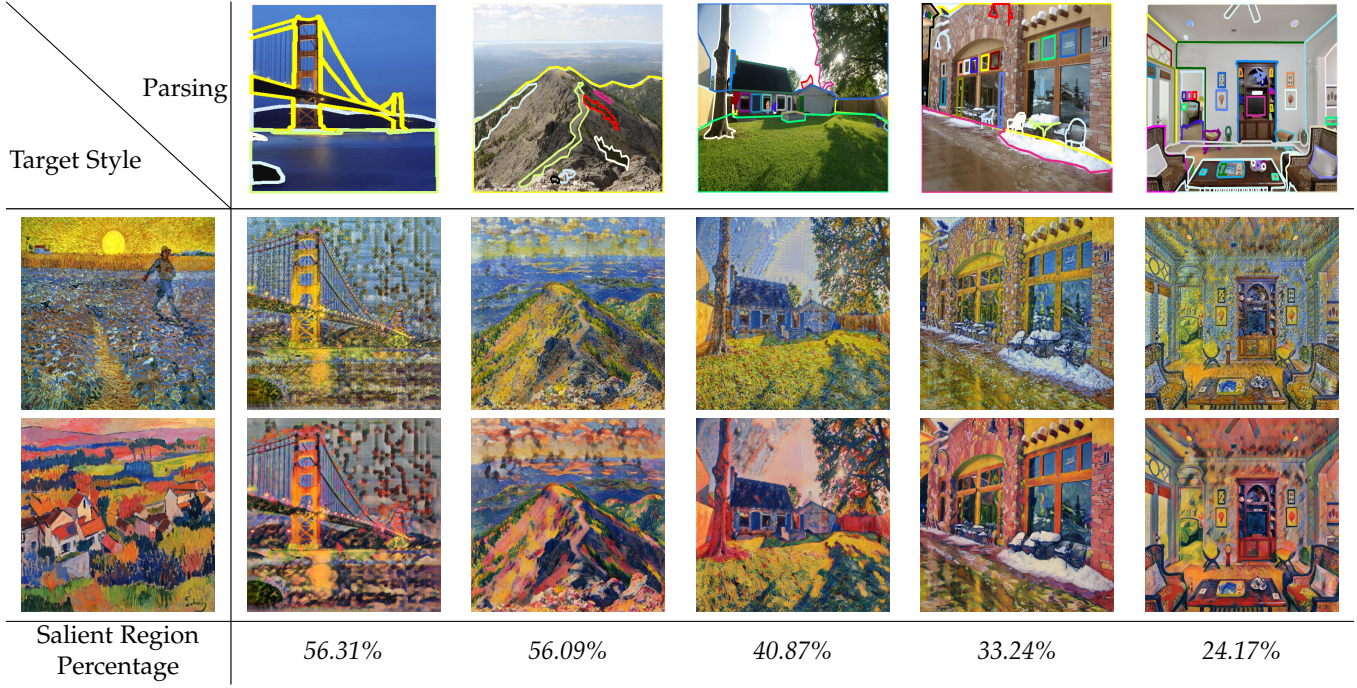 Parsing
Target Style
Salient Region
Percentage
56.31%
56.09%
40.87%
33.24%
24.17%